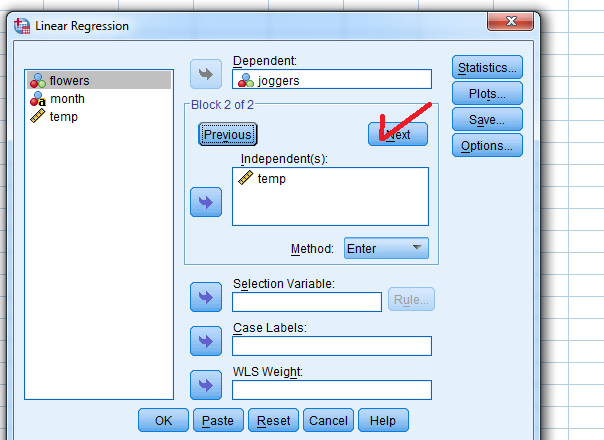 Linear Regression
flowers
month
temp
Dependent:
joggers
Block 2 of 2
Previous
Next
Independent(s):
temp
Method: Enter
Selection Variable:
Rule...
Case Labels:
WLS Weight:
Statistics...
Plots...
Save...
Options...
OK Paste Reset Cancel Help